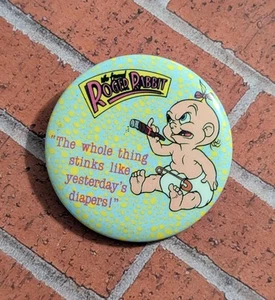 ROGER RABBIT
"The whole thing
stinks like
yesterday's
diapers!"